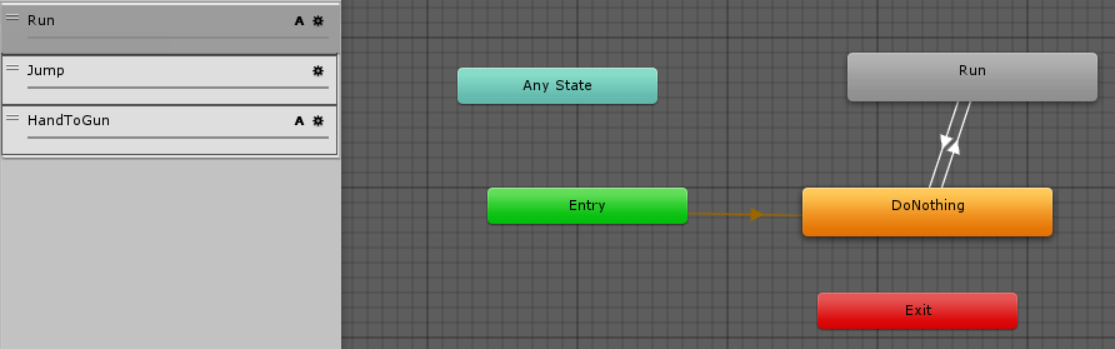 Run A
Jump
HandToGun A
Any State
Run
Entry
DoNothing
Exit